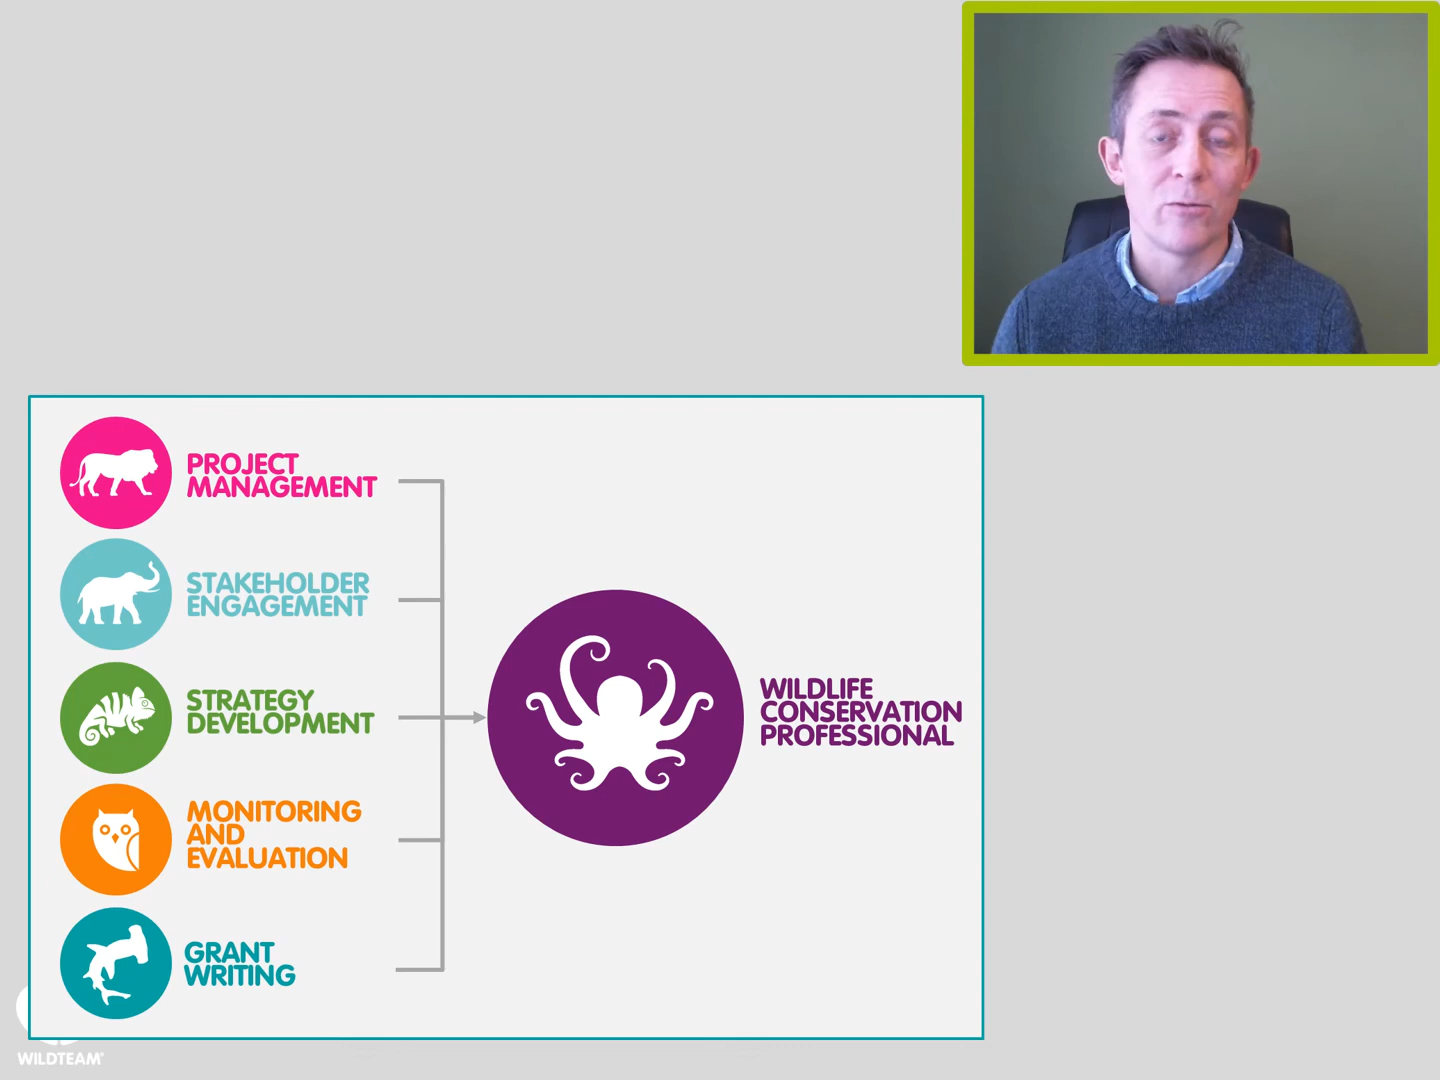 PROJECT
MANAGEMENT
STAKEHOLDER
ENGAGEMENT
STRATEGY
DEVELOPMENT
MONITORING
AND
EVALUATION
GRANT
WRITING
WILDLIFE
CONSERVATION
PROFESSIONAL
WILDTEAM